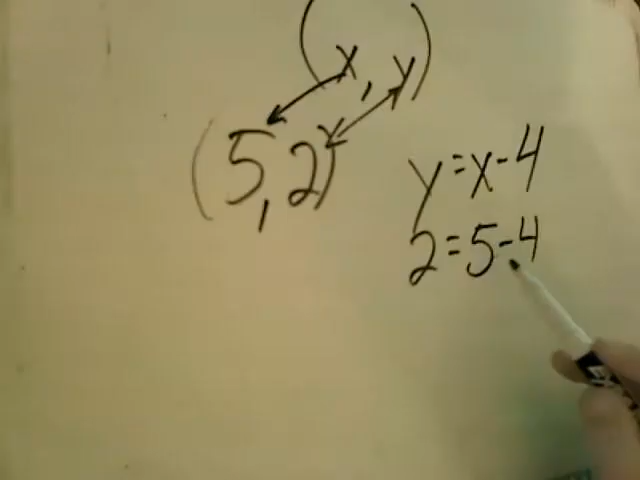 (x, y)
(5, 2)
y=x-4
2=5-4